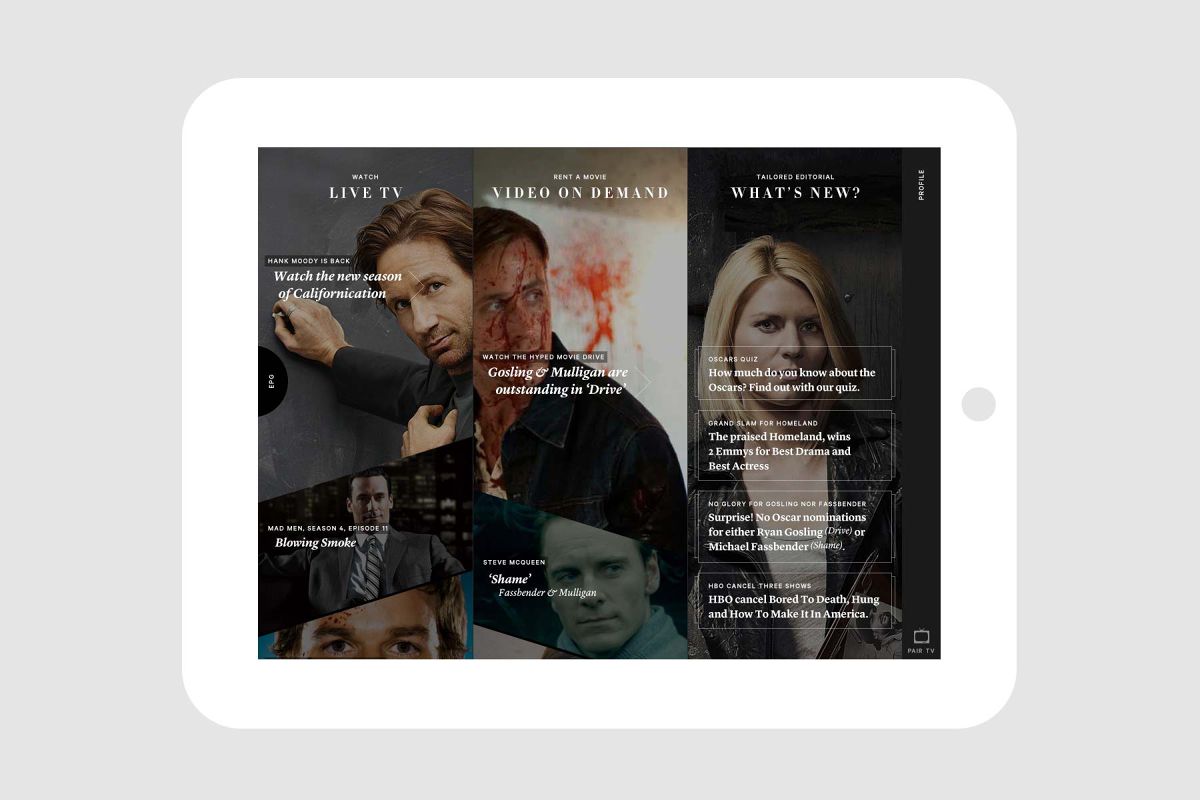 WATCH
LIVE TV
HANK MOODY IS BACK
Watch the new season
of Californication
EPG
MAD MEN, SEASON 4, EPISODE 11
Blowing Smoke
RENT A MOVIE
VIDEO ON DEMAND
WATCH THE HYPED MOVIE DRIVE
Gosling & Mulligan are
outstanding in ‘Drive’
STEVE MCQUEEN
‘Shame’
Fassbender & Mulligan
TAILORED EDITORIAL
WHAT’S NEW?
OSCARS QUIZ
How much do you know about the
Oscars? Find out with our quiz.
GRAND SLAM FOR HOMELAND
The praised Homeland, wins
2 Emmys for Best Drama and
Best Actress
NO GLORY FOR GOSLING NOR FASSBENDER
Surprise! No Oscar nominations
for either Ryan Gosling (Drive) or
Michael Fassbender (Shame).
HBO CANCEL THREE SHOWS
HBO cancel Bored To Death, Hung
and How To Make It In America.
PROFILE
PAIR TV